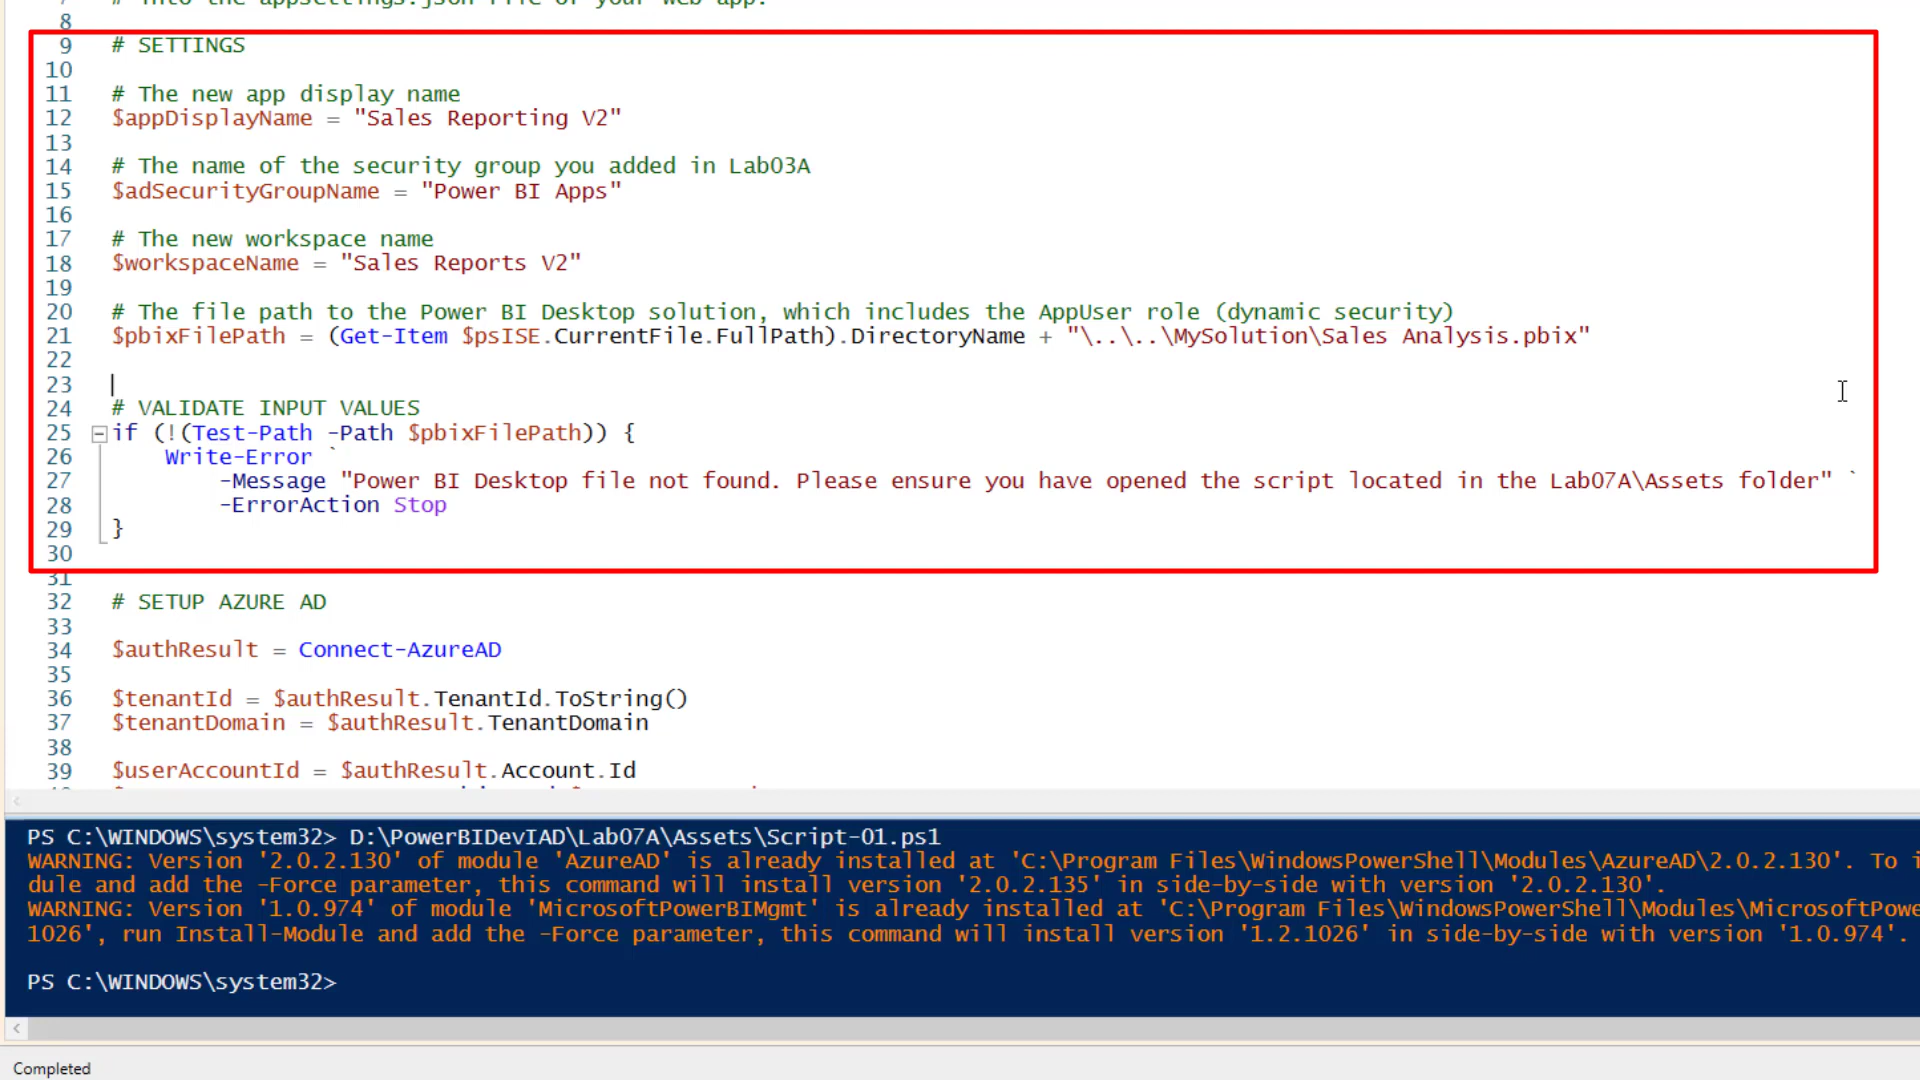 7 # into the appsettings.json file of your web app.
8
9 # SETTINGS
10
11 # The new app display name
12 $appDisplayName = "Sales Reporting V2"
13
14 # The name of the security group you added in Lab03A
15 $adSecurityGroupName = "Power BI Apps"
16
17 # The new workspace name
18 $workspaceName = "Sales Reports V2"
19
20 # The file path to the Power BI Desktop solution, which includes the AppUser role (dynamic security)
21 $pbixFilePath = (Get-Item $psISE.CurrentFile.FullPath).DirectoryName + "\..\..\MySolution\Sales Analysis.pbix"
22
23
24 # VALIDATE INPUT VALUES
25 if (!(Test-Path -Path $pbixFilePath)) {
26 Write-Error `
27 -Message "Power BI Desktop file not found. Please ensure you have opened the script located in the Lab07A\Assets folder" `
28 -ErrorAction Stop
29 }
30
31
32 # SETUP AZURE AD
33
34 $authResult = Connect-AzureAD
35
36 $tenantId = $authResult.TenantId.ToString()
37 $tenantDomain = $authResult.TenantDomain
38
39 $userAccountId = $authResult.Account.Id
PS C:\WINDOWS\system32> D:\PowerBIDevIAD\Lab07A\Assets\Script-01.ps1
WARNING: Version '2.0.2.130' of module 'AzureAD' is already installed at 'C:\Program Files\WindowsPowerShell\Modules\AzureAD\2.0.2.130'. To i
dule and add the -Force parameter, this command will install version '2.0.2.135' in side-by-side with version '2.0.2.130'.
WARNING: Version '1.0.974' of module 'MicrosoftPowerBIMgmt' is already installed at 'C:\Program Files\WindowsPowerShell\Modules\MicrosoftPowe
1026', run Install-Module and add the -Force parameter, this command will install version '1.2.1026' in side-by-side with version '1.0.974'.
PS C:\WINDOWS\system32>
Completed